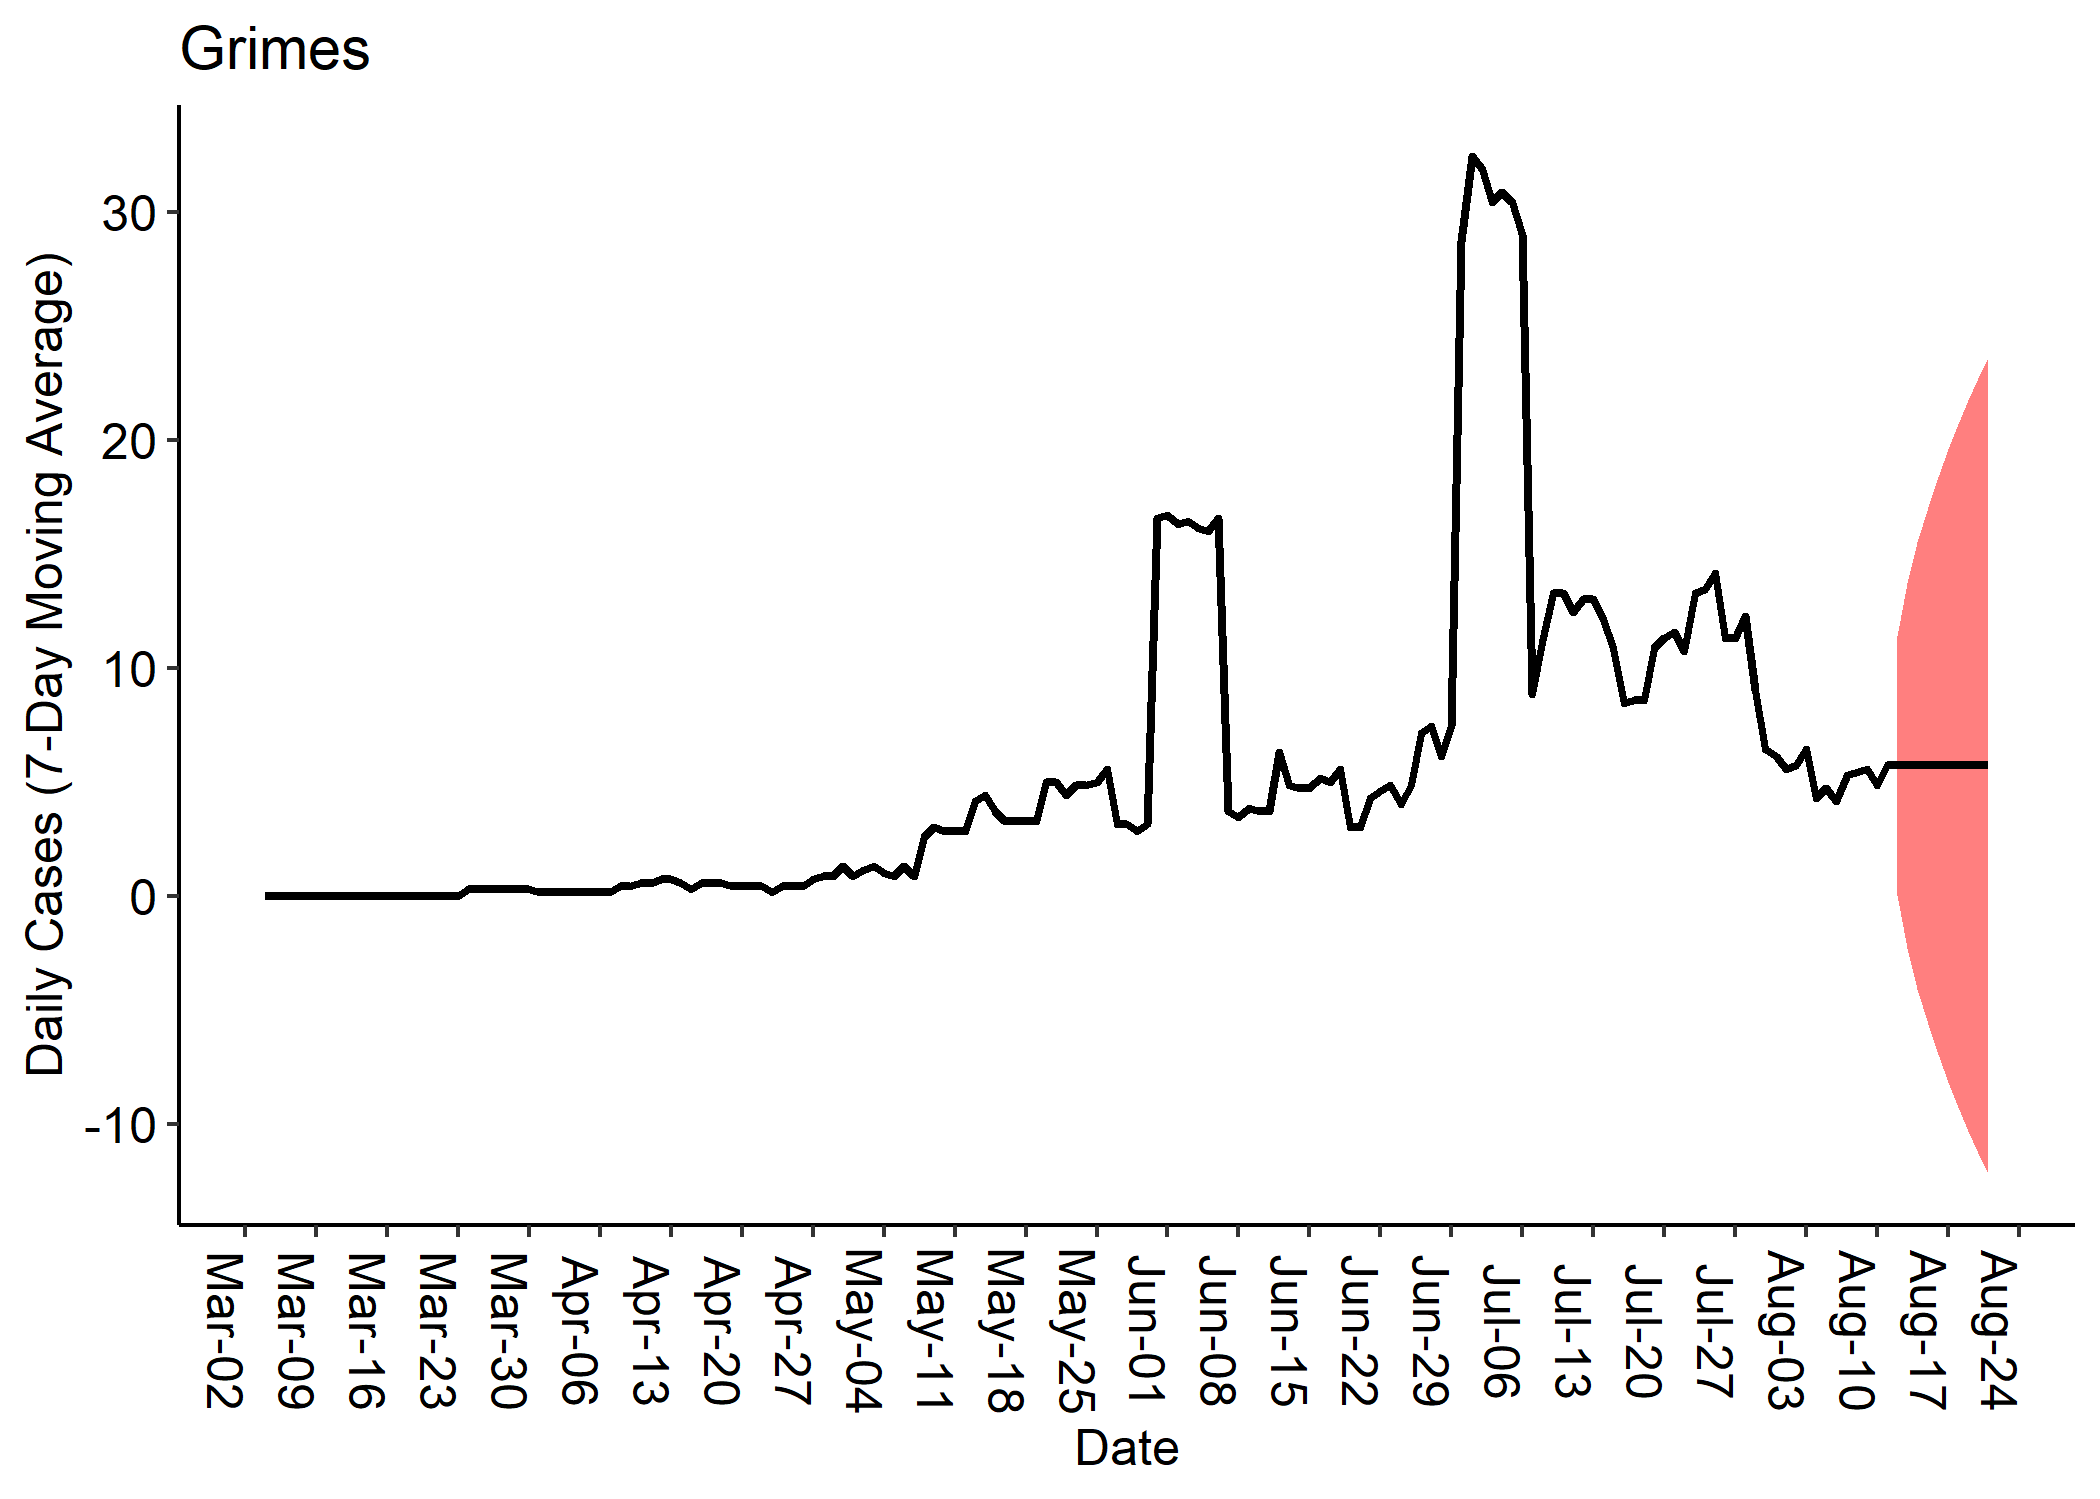 Grimes
Daily Cases (7-Day Moving Average)
30
20
10
0
-10
Mar-02
Mar-09
Mar-16
Mar-23
Mar-30
Apr-06
Apr-13
Apr-20
Apr-27
May-04
May-11
May-18
May-25
Jun-01
Jun-08
Jun-15
Jun-22
Jun-29
Jul-06
Jul-13
Jul-20
Jul-27
Aug-03
Aug-10
Aug-17
Aug-24
Date